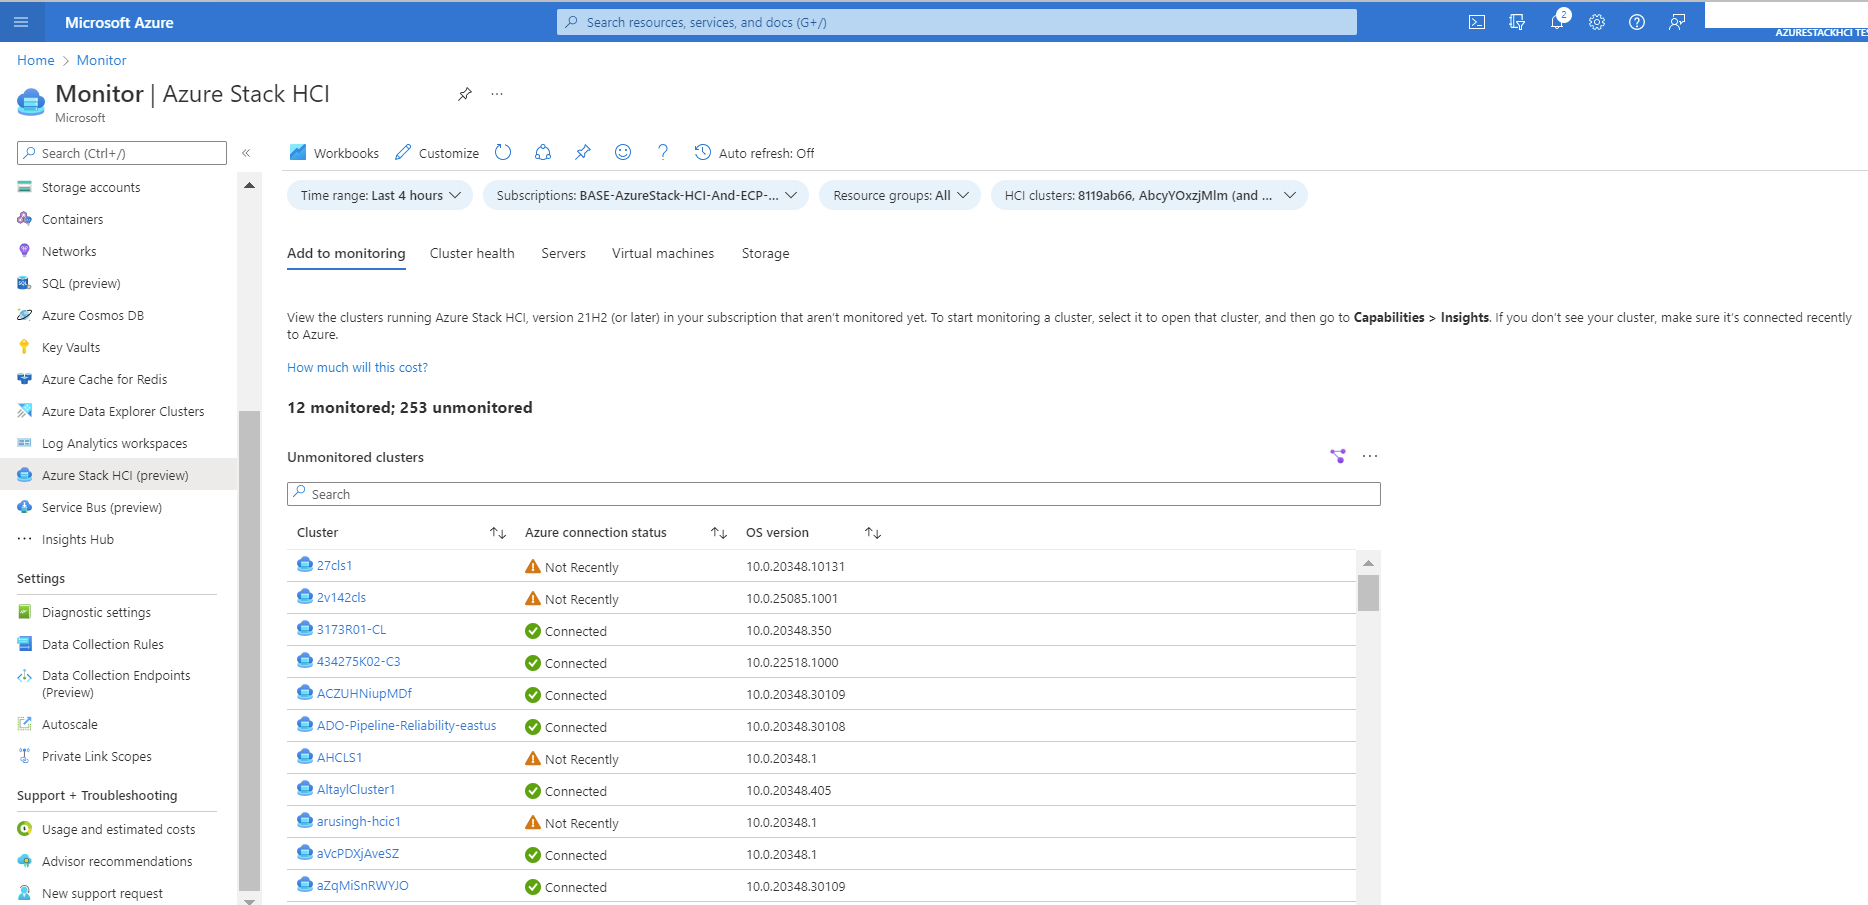 Microsoft Azure
Search resources, services, and docs (G+/)
2
AZURESTACKHCI TES
Home > Monitor
Monitor | Azure Stack HCI
...
Microsoft
Search (Ctrl+/)
«
Workbooks
Customize
?
Auto refresh: Off
Time range: Last 4 hours
Subscriptions: BASE-AzureStack-HCI-And-ECP-...
Resource groups: All
HCI clusters: 8119ab66, AbcyYOxzjMlm (and ...
Storage accounts
Containers
Networks
SQL (preview)
Azure Cosmos DB
Key Vaults
Azure Cache for Redis
Azure Data Explorer Clusters
Log Analytics workspaces
Azure Stack HCI (preview)
Service Bus (preview)
Insights Hub
Settings
Diagnostic settings
Data Collection Rules
Data Collection Endpoints
(Preview)
Autoscale
Private Link Scopes
Support + Troubleshooting
Usage and estimated costs
Advisor recommendations
New support request
Add to monitoring
Cluster health
Servers
Virtual machines
Storage
View the clusters running Azure Stack HCI, version 21H2 (or later) in your subscription that aren't monitored yet. To start monitoring a cluster, select it to open that cluster, and then go to Capabilities > Insights. If you don't see your cluster, make sure it's connected recently
to Azure.
How much will this cost?
12 monitored; 253 unmonitored
Unmonitored clusters
...
Search
Cluster Azure connection status OS version
27cls1 Not Recently 10.0.20348.10131
2v142cls Not Recently 10.0.25085.1001
3173R01-CL Connected 10.0.20348.350
434275K02-C3 Connected 10.0.22518.1000
ACZUHNiupMDf Connected 10.0.20348.30109
ADO-Pipeline-Reliability-eastus Connected 10.0.20348.30108
AHCLS1 Not Recently 10.0.20348.1
AltaylCluster1 Connected 10.0.20348.405
arusingh-hcic1 Not Recently 10.0.20348.1
aVcPDXjAveSZ Connected 10.0.20348.1
aZqMiSnRWYJO Connected 10.0.20348.30109